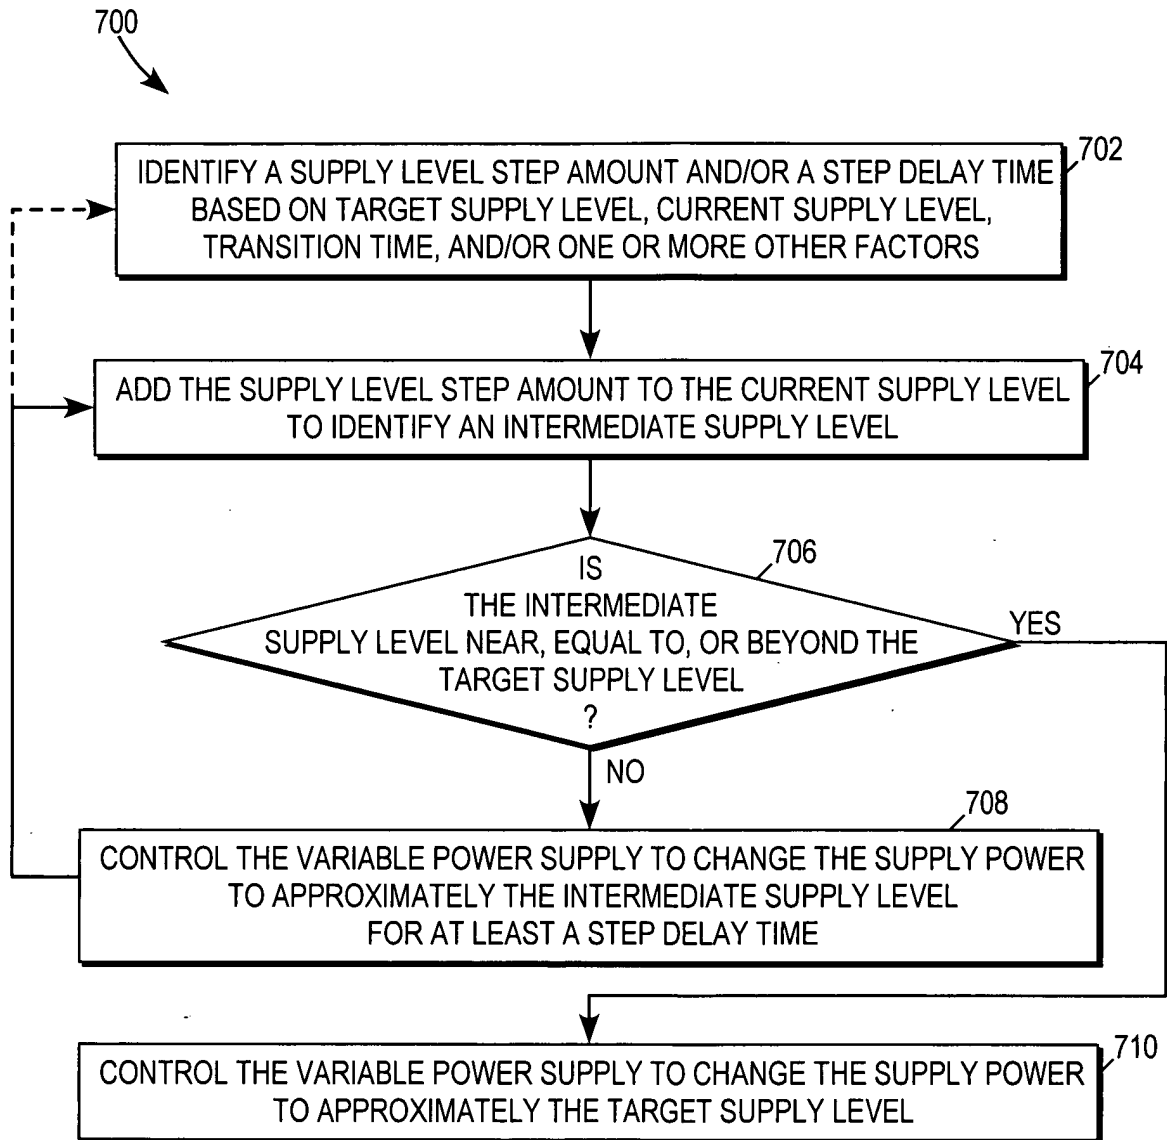 700
702
IDENTIFY A SUPPLY LEVEL STEP AMOUNT AND/OR A STEP DELAY TIME
BASED ON TARGET SUPPLY LEVEL, CURRENT SUPPLY LEVEL,
TRANSITION TIME, AND/OR ONE OR MORE OTHER FACTORS
704
ADD THE SUPPLY LEVEL STEP AMOUNT TO THE CURRENT SUPPLY LEVEL
TO IDENTIFY AN INTERMEDIATE SUPPLY LEVEL
706
IS
THE INTERMEDIATE
SUPPLY LEVEL NEAR, EQUAL TO, OR BEYOND THE
TARGET SUPPLY LEVEL
?
YES
NO
708
CONTROL THE VARIABLE POWER SUPPLY TO CHANGE THE SUPPLY POWER
TO APPROXIMATELY THE INTERMEDIATE SUPPLY LEVEL
FOR AT LEAST A STEP DELAY TIME
710
CONTROL THE VARIABLE POWER SUPPLY TO CHANGE THE SUPPLY POWER
TO APPROXIMATELY THE TARGET SUPPLY LEVEL